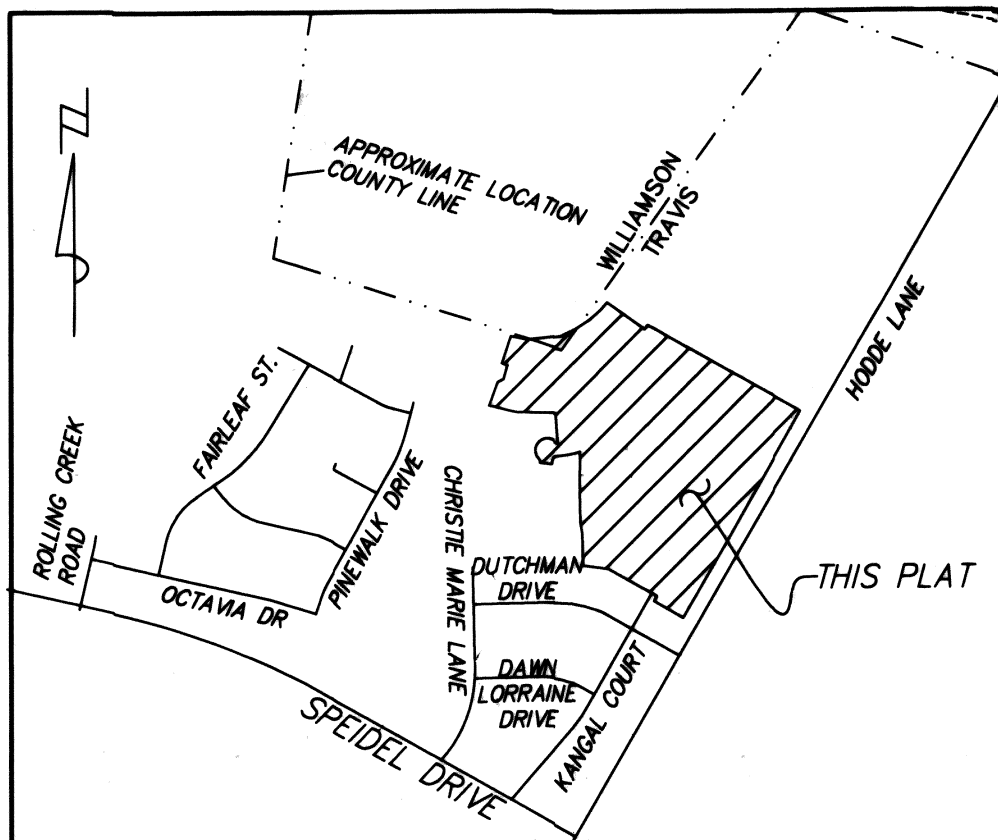 N
APPROXIMATE LOCATION
COUNTY LINE
WILLIAMSON
TRAVIS
HODDE LANE
FAIRLEAF ST.
ROLLING CREEK
ROAD
PINEWALK DRIVE
CHRISTIE MARIE LANE
OCTAVIA DR
DUTCHMAN
DRIVE
THIS PLAT
DAWN
LORRAINE
DRIVE
KANGAL COURT
SPEIDEL DRIVE